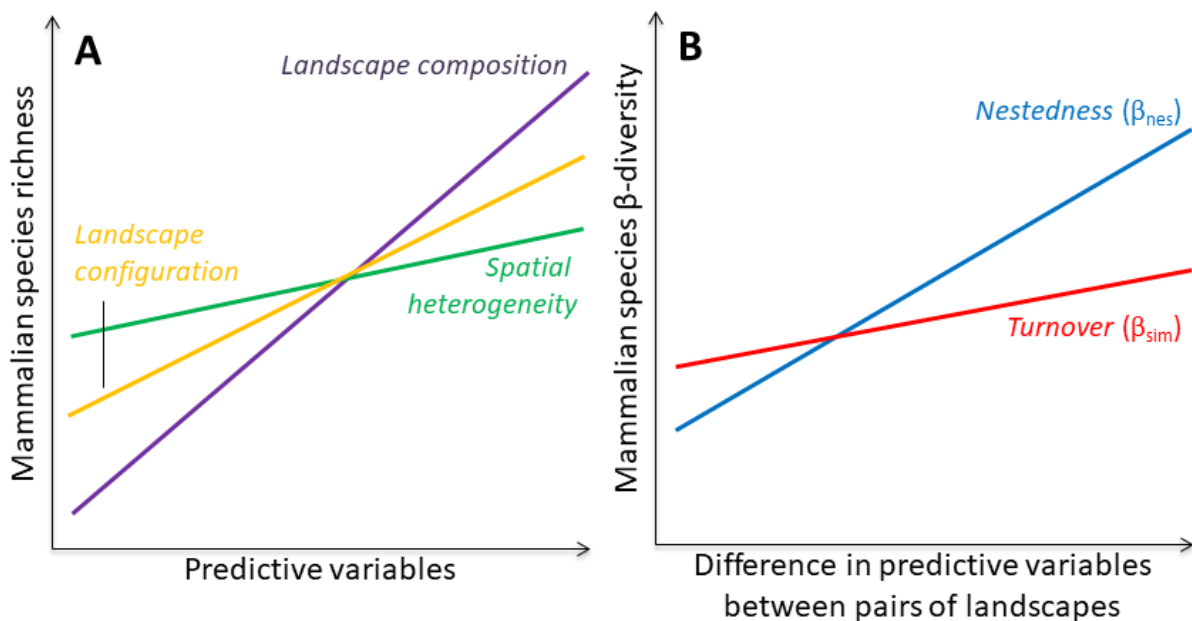 A
Landscape composition
Landscape
configuration
Spatial
heterogeneity
Mammalian species richness
Predictive variables
B
Nestedness (βnes)
Turnover (βsim)
Mammalian species β-diversity
Difference in predictive variables
between pairs of landscapes